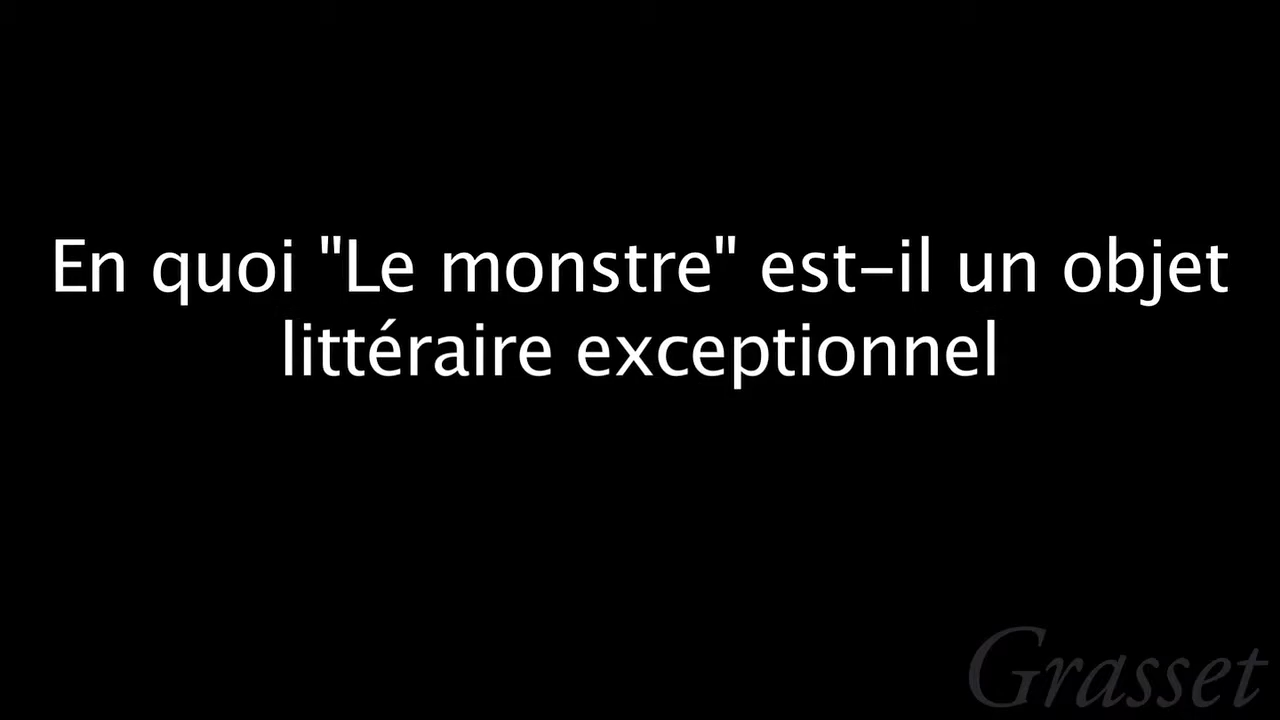 En quoi "Le monstre" est-il un objet
littéraire exceptionnel
Grasset